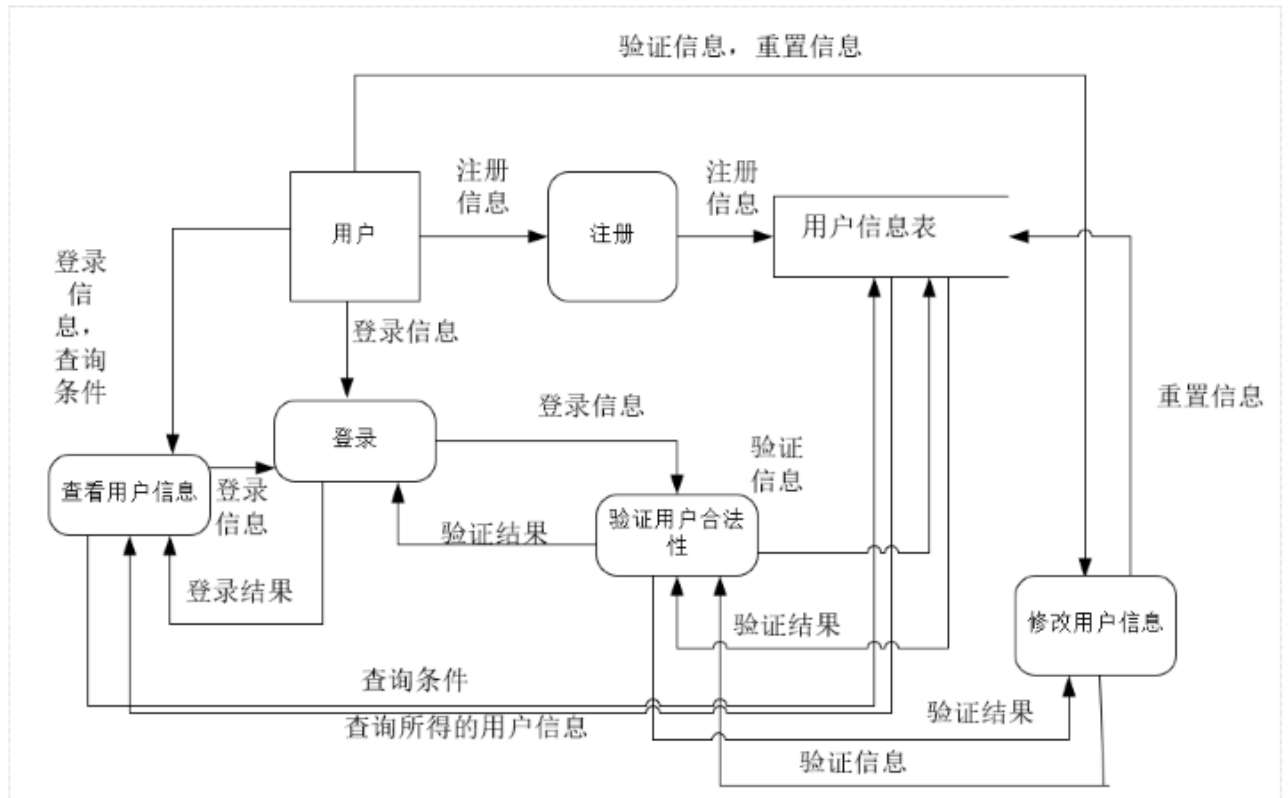 验证信息，重置信息
注册
信息
注册
信息
用户
注册
用户信息表
登录
信
息，
查询
条件
登录信息
重置信息
登录信息
登录
验证
信息
查看用户信息
登录
信息
验证用户合法
性
验证结果
登录结果
验证结果
修改用户信息
查询条件
查询所得的用户信息
验证结果
验证信息